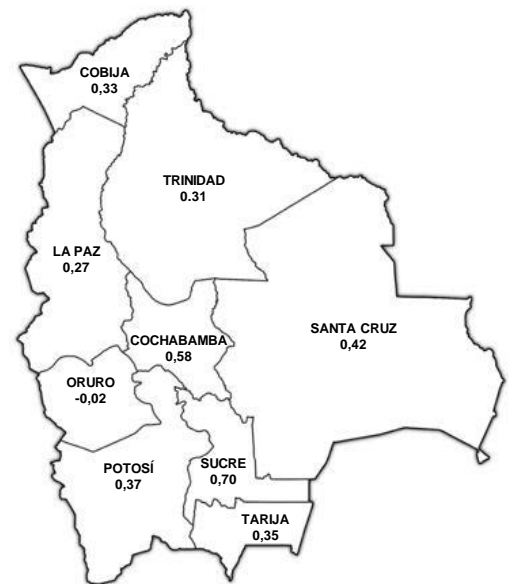 COBIJA
0,33
TRINIDAD
0.31
LA PAZ
0,27
SANTA CRUZ
0,42
COCHABAMBA
0,58
ORURO
-0,02
POTOSÍ
0,37
SUCRE
0,70
TARIJA
0,35